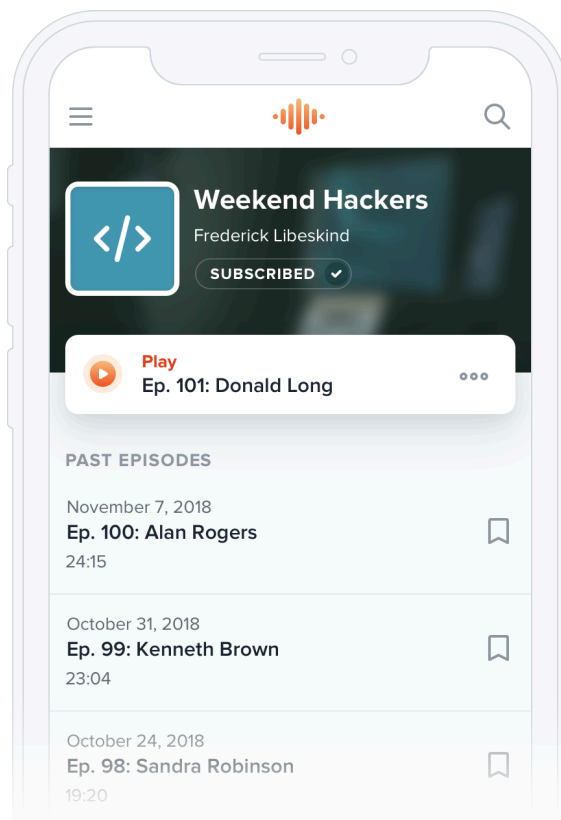 Weekend Hackers
Frederick Libeskind
SUBSCRIBED
Play
Ep. 101: Donald Long
PAST EPISODES
November 7, 2018
Ep. 100: Alan Rogers
24:15
October 31, 2018
Ep. 99: Kenneth Brown
23:04
October 24, 2018
Ep. 98: Sandra Robinson
19:20